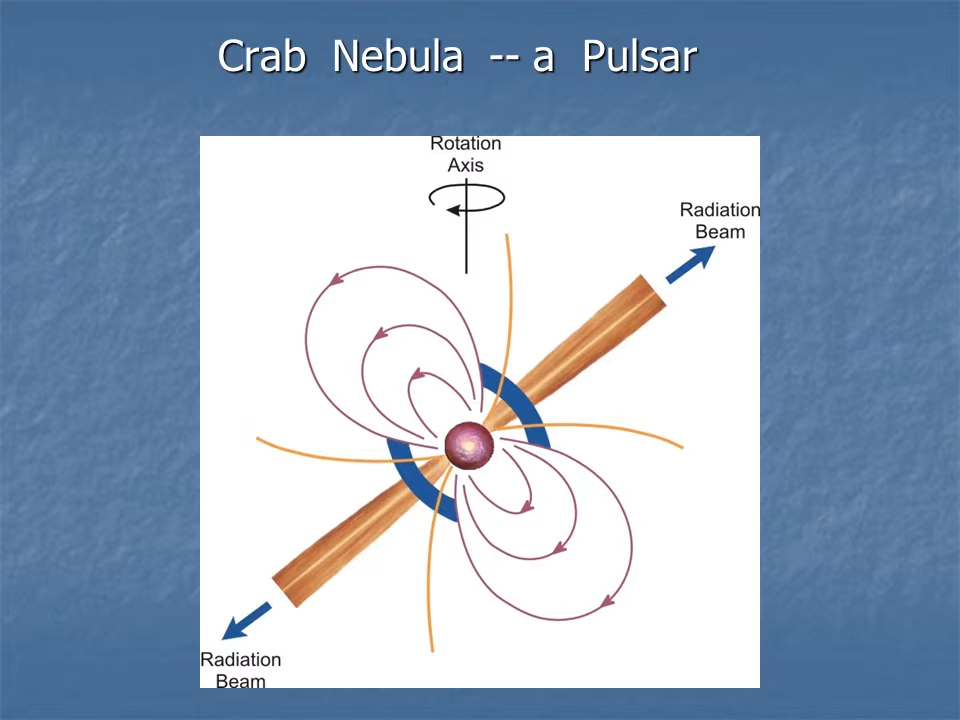 Crab Nebula -- a Pulsar
Rotation
Axis
Radiation
Beam
Radiation
Beam